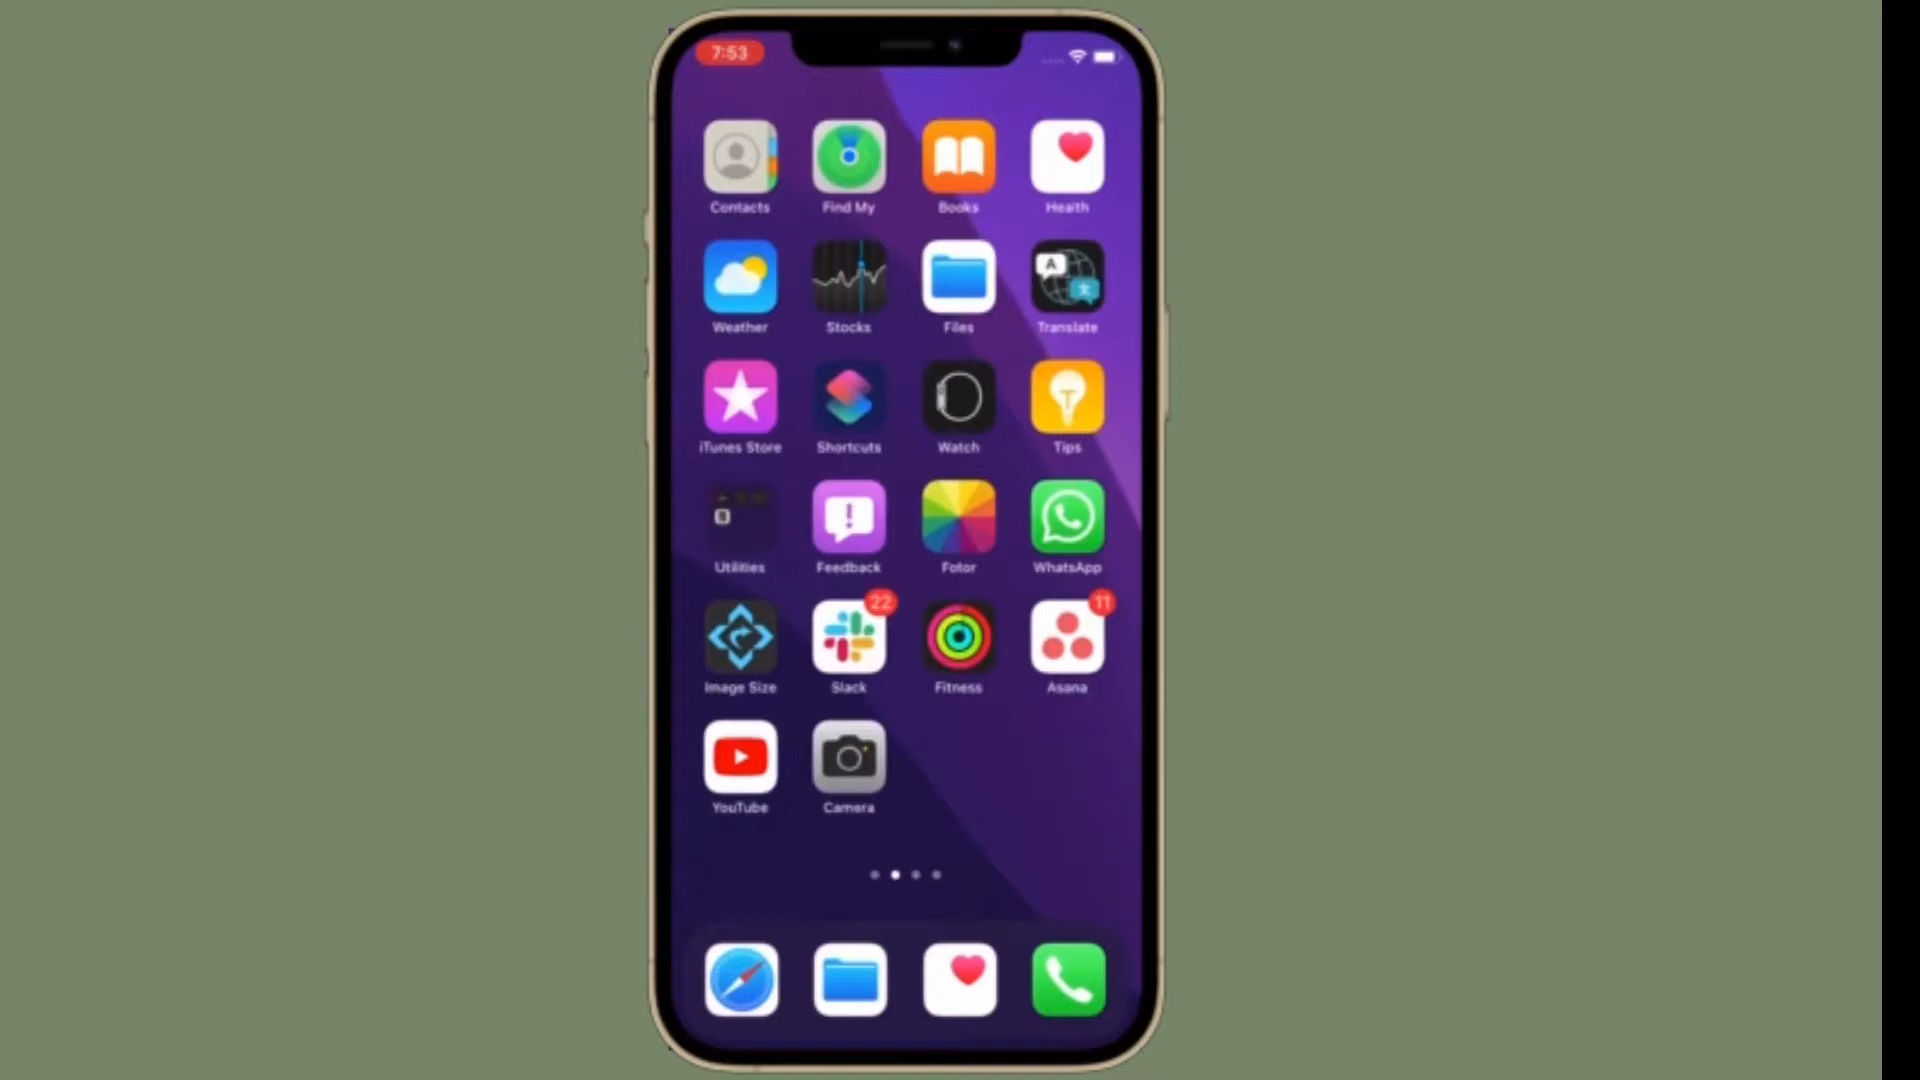 7:53
Contacts Find My Books Health
A 文
Weather Stocks Files Translate
T
iTunes Store Shortcuts Watch Tips
!
Utilities Feedback Fotor WhatsApp
22 11
Image Size Slack Fitness Asana
YouTube Camera